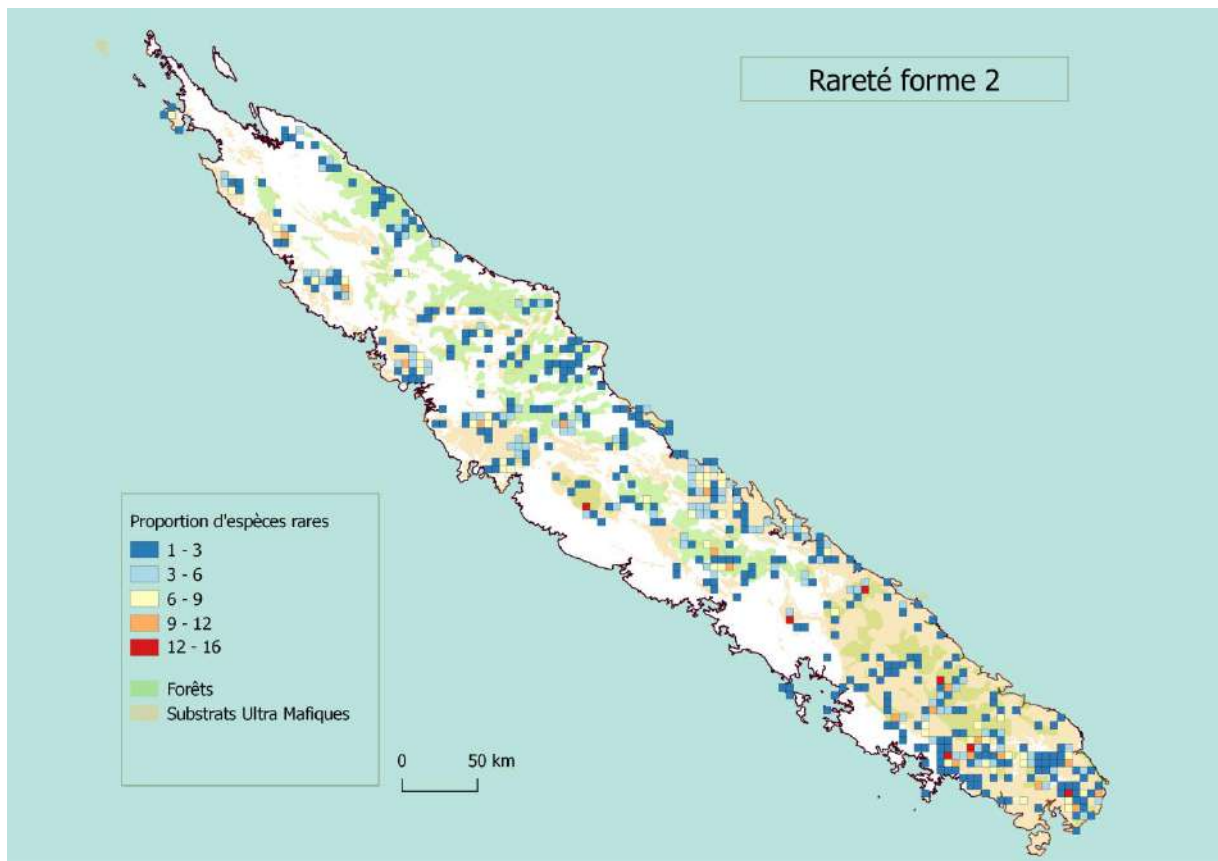 Rareté forme 2
Proportion d'espèces rares
1 - 3
3 - 6
6 - 9
9 - 12
12 - 16
Forêts
Substrats Ultra Mafiques
0 50 km